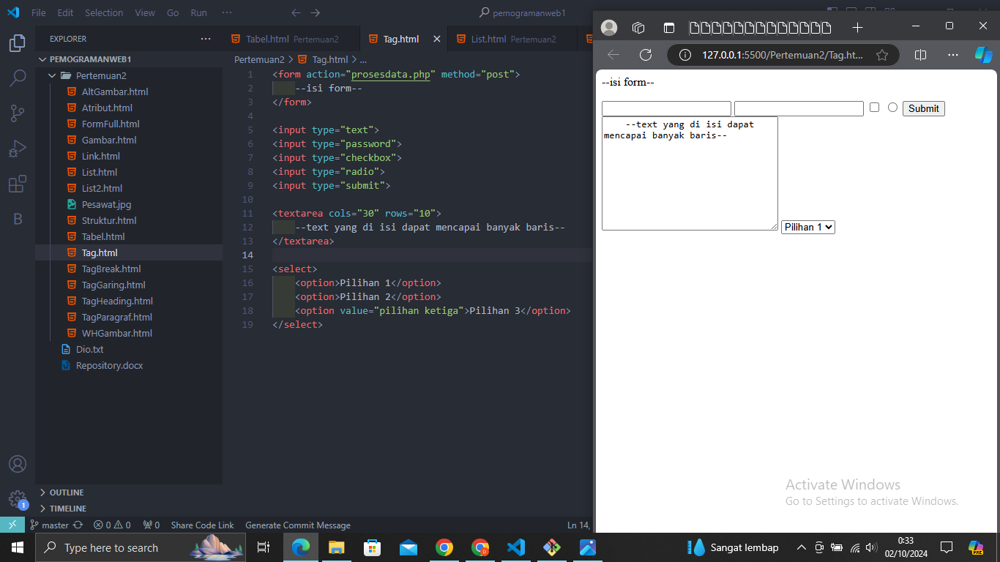 File Edit Selection View Go Run ··· pemogramanweb1
EXPLORER ···
Tabel.html Pertemuan2 Tag.html List.html Pertemuan2
PEMOGRAMANWEB1
Pertemuan2
AltGambar.html
Atribut.html
FormFull.html
Gambar.html
Link.html
List.html
List2.html
Pesawat.jpg
Struktur.html
Tabel.html
Tag.html
TagBreak.html
TagGaring.html
TagHeading.html
TagParagraf.html
WHGambar.html
Dio.txt
Repository.docx
OUTLINE
TIMELINE
B
1
Pertemuan2 > Tag.html > ...
1 <form action="prosesdata.php" method="post">
2 --isi form--
3 </form>
4
5 <input type="text">
6 <input type="password">
7 <input type="checkbox">
8 <input type="radio">
9 <input type="submit">
10
11 <textarea cols="30" rows="10">
12 --text yang di isi dapat mencapai banyak baris--
13 </textarea>
14
15 <select>
16 <option>Pilihan 1</option>
17 <option>Pilihan 2</option>
18 <option value="pilihan ketiga">Pilihan 3</option>
19 </select>
master 0 0 0 Share Code Link Generate Commit Message Ln 14,
127.0.0.1:5500/Pertemuan2/Tag.ht...
--isi form--
Submit
--text yang di isi dapat
mencapai banyak baris--
Pilihan 1
Activate Windows
Go to Settings to activate Windows.
Type here to search
Sangat lembap
0:33
02/10/2024
PRE